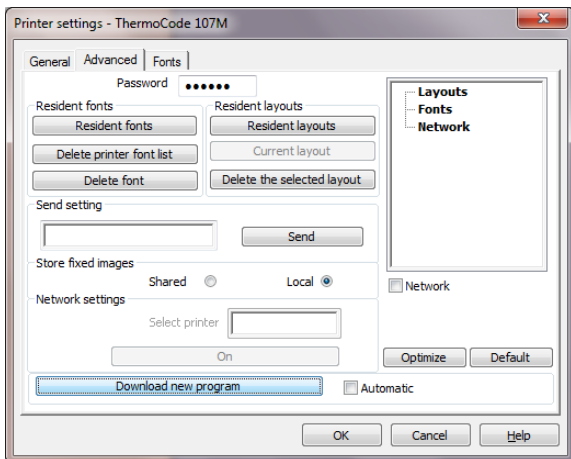 Printer settings - ThermoCode 107M
General Advanced Fonts
Password ●●●●●●
Resident fonts
Resident fonts
Delete printer font list
Delete font
Resident layouts
Resident layouts
Current layout
Delete the selected layout
Send setting
Send
Store fixed images
Shared Local
Network settings
Select printer
On
Download new program
Automatic
Layouts
Fonts
Network
Network
Optimize Default
OK Cancel Help